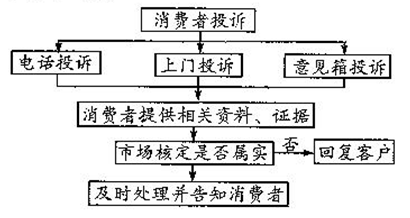 消费者投诉
电话投诉 上门投诉 意见箱投诉
消费者提供相关资料、证据
市场核定是否属实 否 回复客户
及时处理并告知消费者